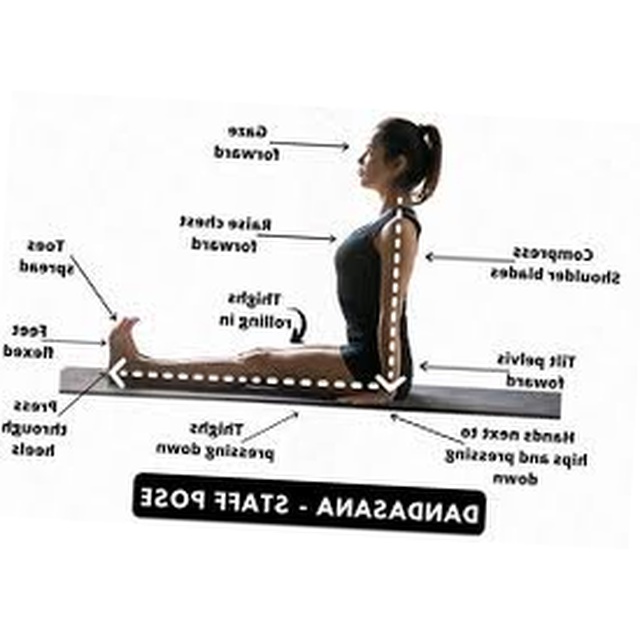 Gaze
forward
Raise chest
forward
Compress
Shoulder blades
Toes
spread
Thighs
rolling in
Feet
flexed
Tilt pelvis
foward
Press
through
heels
Thighs
pressing down
Hands next to
hips and pressing
down
DANDASANA - STAFF POSE